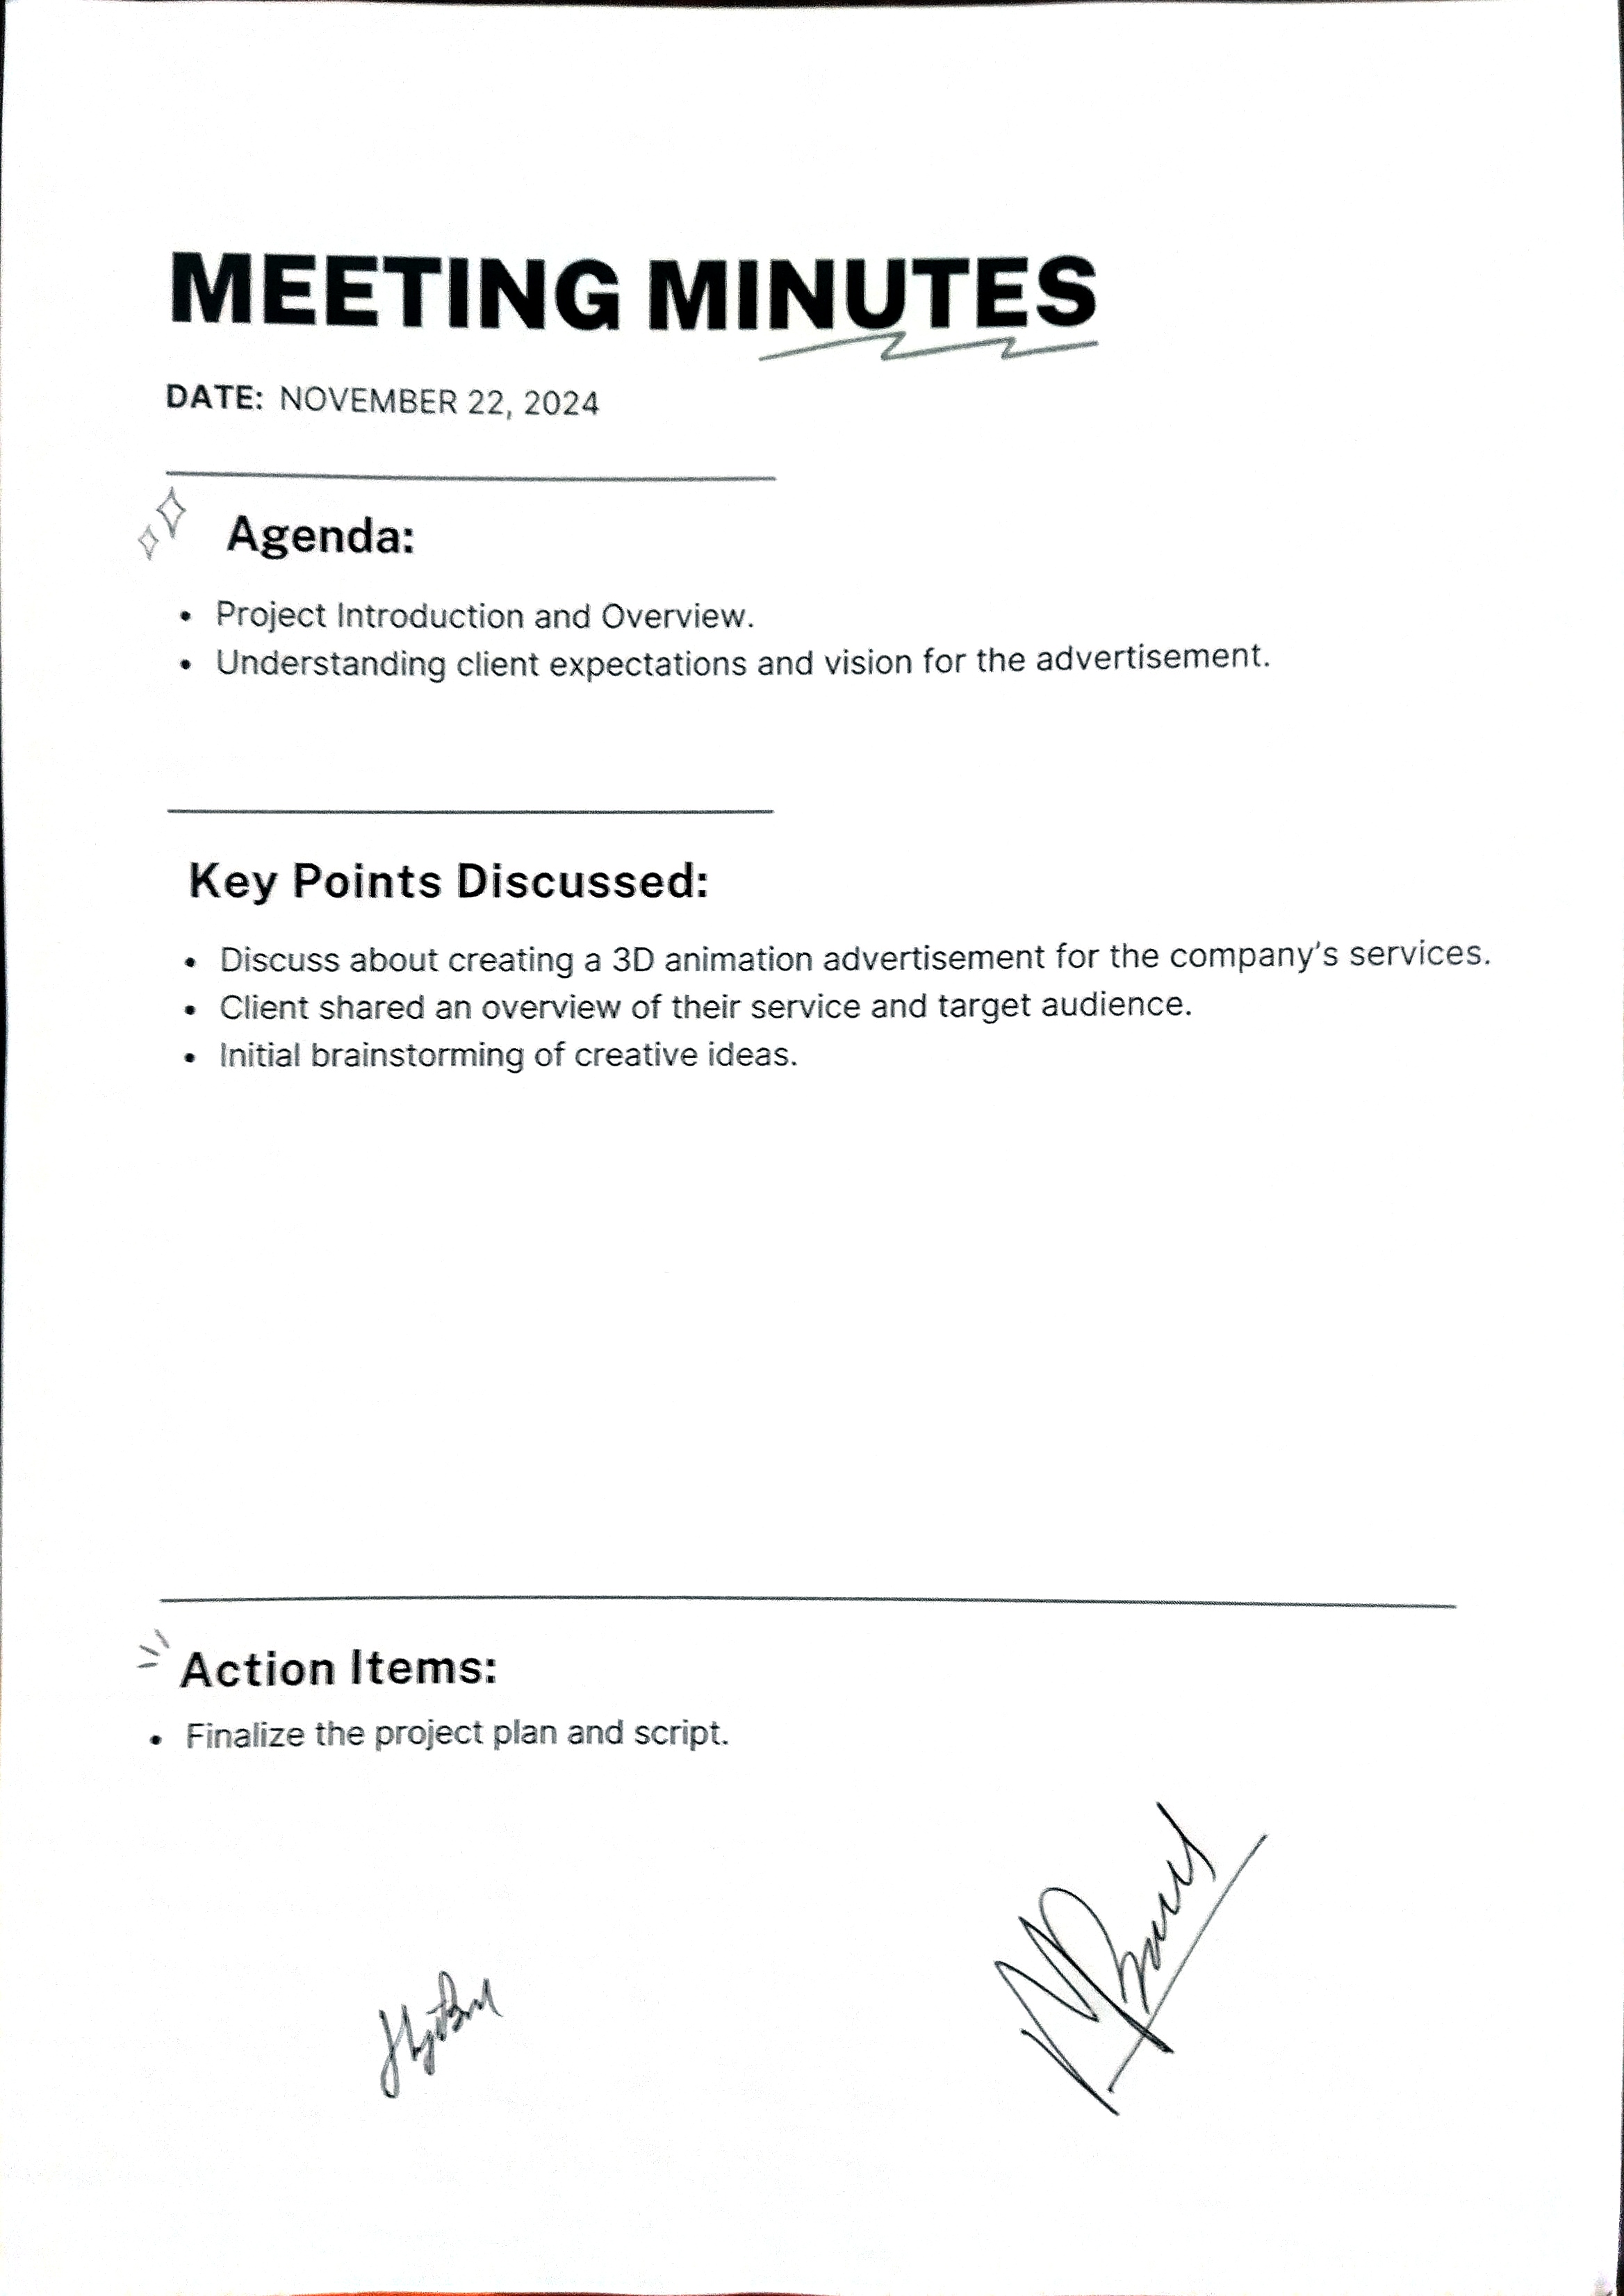 MEETING MINUTES
DATE: NOVEMBER 22, 2024
Agenda:
• Project Introduction and Overview.
• Understanding client expectations and vision for the advertisement.
Key Points Discussed:
• Discuss about creating a 3D animation advertisement for the company's services.
• Client shared an overview of their service and target audience.
• Initial brainstorming of creative ideas.
Action Items:
• Finalize the project plan and script.